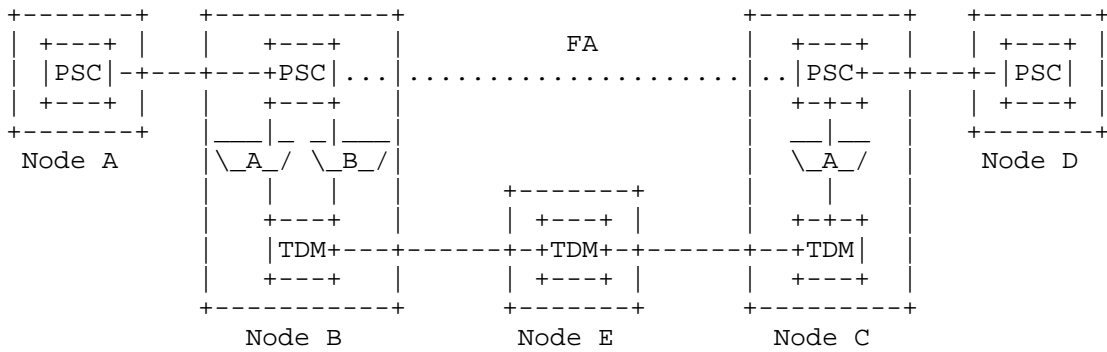 FA
PSC PSC PSC PSC
Node A A B A Node D
TDM TDM TDM
Node B Node E Node C